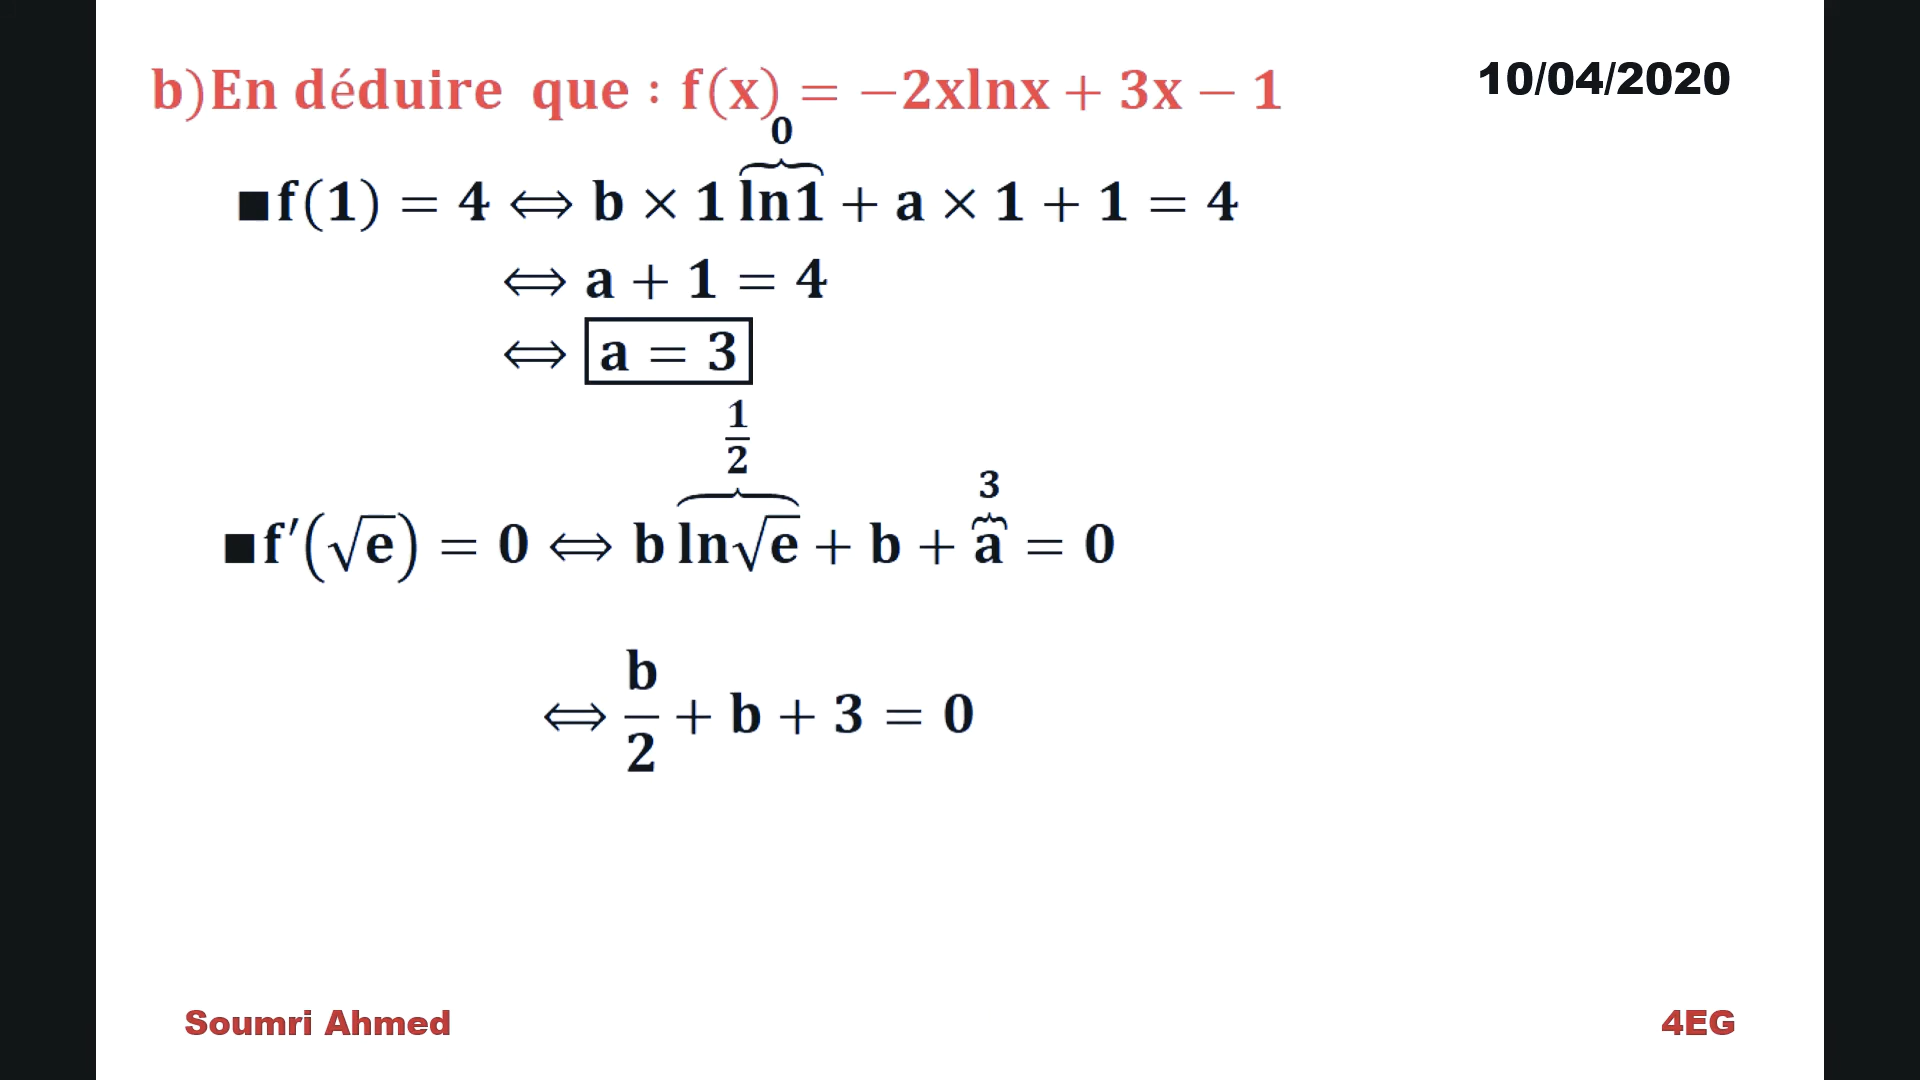 b)En déduire que : f(x) = −2xlnx + 3x − 1
10/04/2020
0
■f(1) = 4 ⟺ b × 1 ln1 + a × 1 + 1 = 4
⟺ a + 1 = 4
⟺ a = 3
1/2
3
■f′(√e) = 0 ⟺ b ln√e + b + a = 0
⟺ b/2 + b + 3 = 0
Soumri Ahmed
4EG